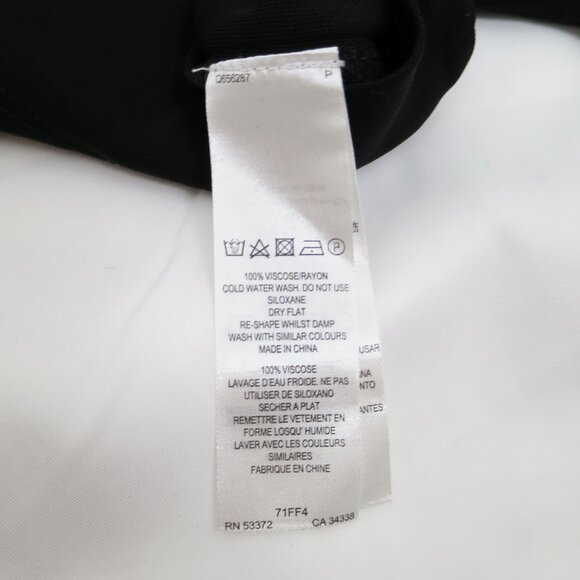 Q656287 P
100% VISCOSE/RAYON
COLD WATER WASH. DO NOT USE
SILOXANE
DRY FLAT
RE-SHAPE WHILST DAMP
WASH WITH SIMILAR COLOURS
MADE IN CHINA
100% VISCOSE
LAVAGE D'EAU FROIDE. NE PAS
UTILISER DE SILOXANO
SECHER A PLAT
REMETTRE LE VETEMENT EN
FORME LOSQU' HUMIDE
LAVER AVEC LES COULEURS
SIMILAIRES
FABRIQUE EN CHINE
71FF4
RN 53372 CA 34338
USAR.